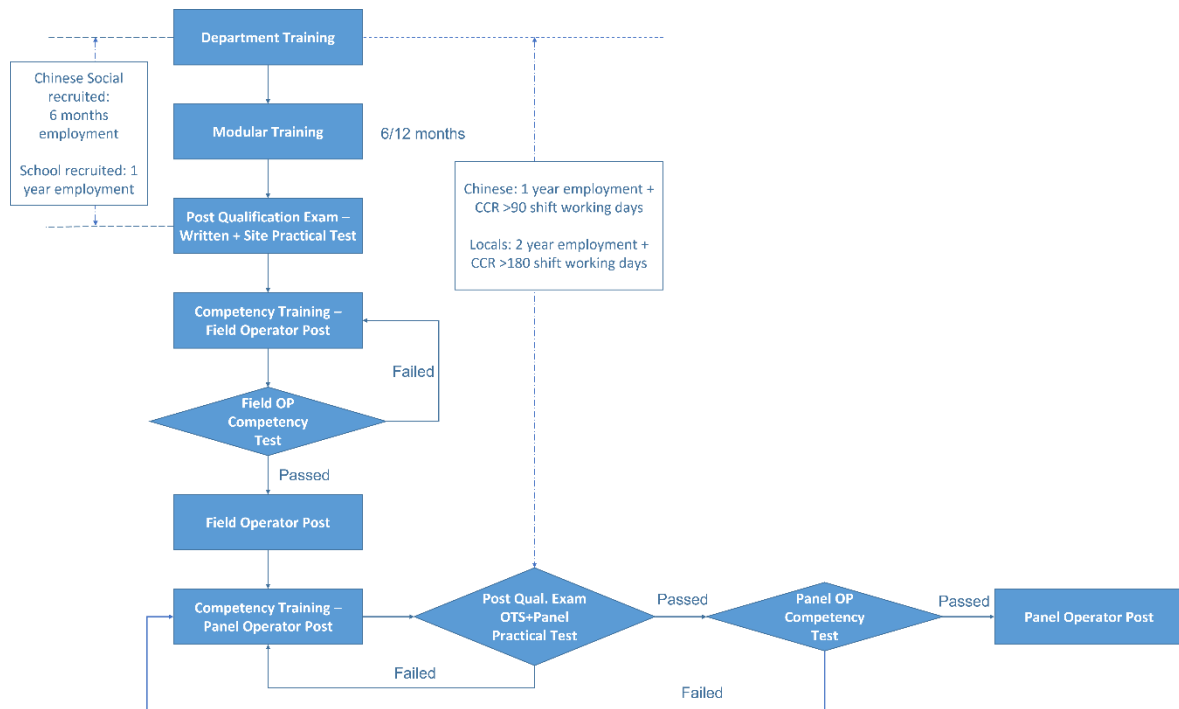 Department Training
Chinese Social
recruited:
6 months
employment
School recruited: 1
year employment
Modular Training
6/12 months
Chinese: 1 year employment +
CCR >90 shift working days
Locals: 2 year employment +
CCR >180 shift working days
Post Qualification Exam –
Written + Site Practical Test
Competency Training –
Field Operator Post
Failed
Field OP
Competency
Test
Passed
Field Operator Post
Competency Training –
Panel Operator Post
Post Qual. Exam
OTS+Panel
Practical Test
Passed
Panel OP
Competency
Test
Passed
Panel Operator Post
Failed
Failed